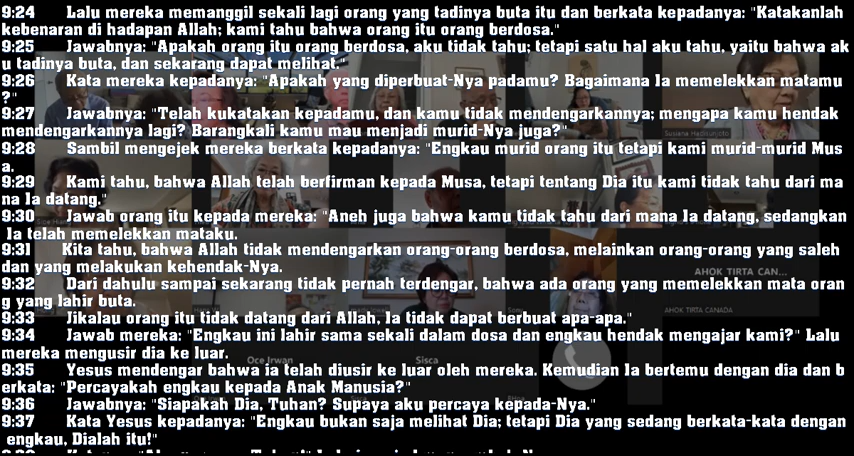 9:24 Lalu mereka memanggil sekali lagi orang yang tadinya buta itu dan berkata kepadanya: "Katakanlah
kebenaran di hadapan Allah; kami tahu bahwa orang itu orang berdosa."
9:25 Jawabnya: "Apakah orang itu orang berdosa, aku tidak tahu; tetapi satu hal aku tahu, yaitu bahwa ak
u tadinya buta, dan sekarang dapat melihat."
9:26 Kata mereka kepadanya: "Apakah yang diperbuat-Nya padamu? Bagaimana Ia memelekkan matamu
?"
9:27 Jawabnya: "Telah kukatakan kepadamu, dan kamu tidak mendengarkannya; mengapa kamu hendak
mendengarkannya lagi? Barangkali kamu mau menjadi murid-Nya juga?"
Susiana Hadikuntjoro
9:28 Sambil mengejek mereka berkata kepadanya: "Engkau murid orang itu tetapi kami murid-murid Mus
a.
9:29 Kami tahu, bahwa Allah telah berfirman kepada Musa, tetapi tentang Dia itu kami tidak tahu dari ma
na Ia datang."
9:30 Jawab orang itu kepada mereka: "Aneh juga bahwa kamu tidak tahu dari mana Ia datang, sedangkan
Ia telah memelekkan mataku.
9:31 Kita tahu, bahwa Allah tidak mendengarkan orang-orang berdosa, melainkan orang-orang yang saleh
dan yang melakukan kehendak-Nya.
AHOK TIRTA CAN...
9:32 Dari dahulu sampai sekarang tidak pernah terdengar, bahwa ada orang yang memelekkan mata oran
g yang lahir buta.
AHOK TIRTA CANADA
9:33 Jikalau orang itu tidak datang dari Allah, Ia tidak dapat berbuat apa-apa."
9:34 Jawab mereka: "Engkau ini lahir sama sekali dalam dosa dan engkau hendak mengajar kami?" Lalu
mereka mengusir dia ke luar.
Oce Irwan
Sisca
9:35 Yesus mendengar bahwa ia telah diusir ke luar oleh mereka. Kemudian Ia bertemu dengan dia dan b
erkata: "Percayakah engkau kepada Anak Manusia?"
9:36 Jawabnya: "Siapakah Dia, Tuhan? Supaya aku percaya kepada-Nya."
9:37 Kata Yesus kepadanya: "Engkau bukan saja melihat Dia; tetapi Dia yang sedang berkata-kata dengan
engkau, Dialah itu!"